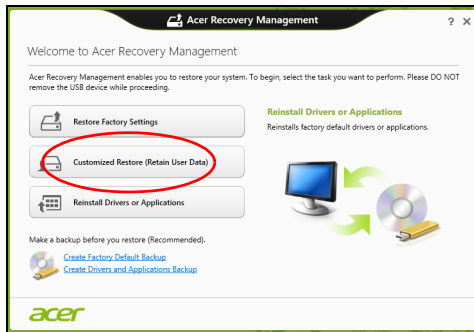 Acer Recovery Management
? X
Welcome to Acer Recovery Management
Acer Recovery Management enables you to restore your system. To begin, select the task you want to perform. Please DO NOT
remove the USB device while proceeding.
Restore Factory Settings
Customized Restore (Retain User Data)
Reinstall Drivers or Applications
Reinstall Drivers or Applications
Reinstalls factory default drivers or applications.
Make a backup before you restore (Recommended).
Create Factory Default Backup
Create Drivers and Applications Backup
acer